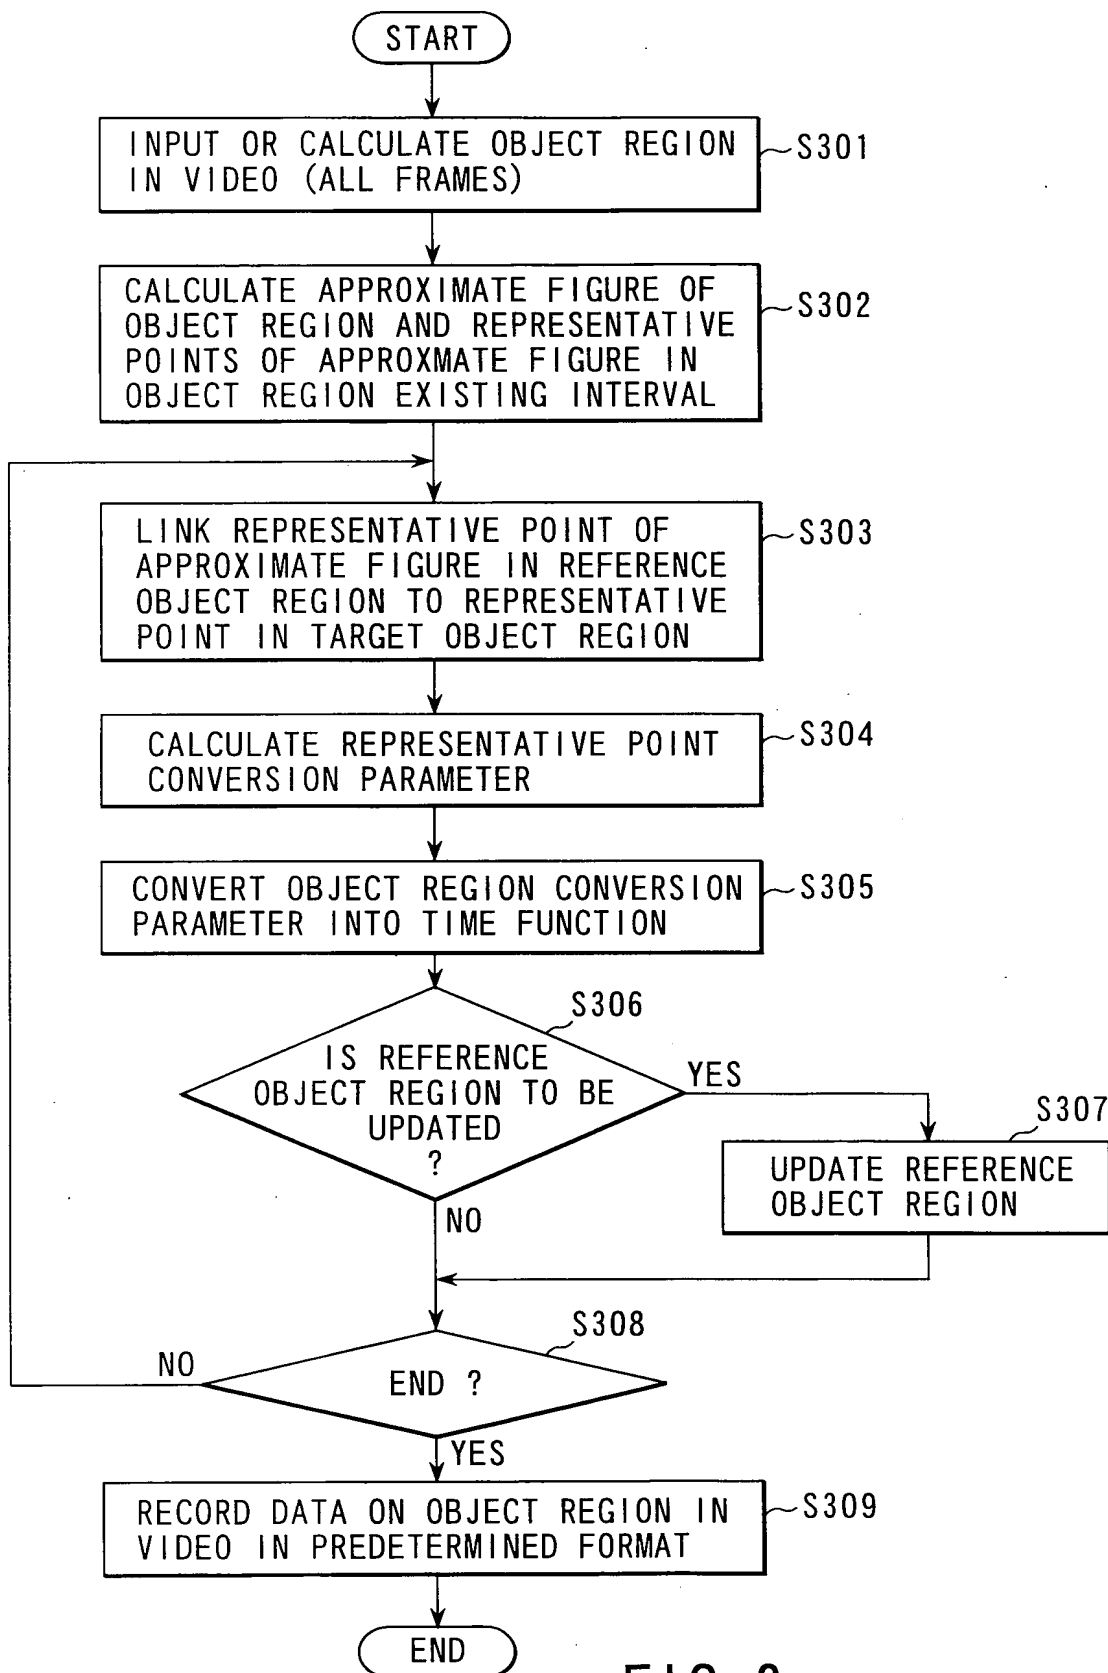 START
INPUT OR CALCULATE OBJECT REGION
IN VIDEO (ALL FRAMES)
S301
CALCULATE APPROXIMATE FIGURE OF
OBJECT REGION AND REPRESENTATIVE
POINTS OF APPROXMATE FIGURE IN
OBJECT REGION EXISTING INTERVAL
S302
LINK REPRESENTATIVE POINT OF
APPROXIMATE FIGURE IN REFERENCE
OBJECT REGION TO REPRESENTATIVE
POINT IN TARGET OBJECT REGION
S303
CALCULATE REPRESENTATIVE POINT
CONVERSION PARAMETER
S304
CONVERT OBJECT REGION CONVERSION
PARAMETER INTO TIME FUNCTION
S305
S306
IS REFERENCE
OBJECT REGION TO BE
UPDATED
?
YES
NO
S307
UPDATE REFERENCE
OBJECT REGION
S308
END ?
NO
YES
RECORD DATA ON OBJECT REGION IN
VIDEO IN PREDETERMINED FORMAT
S309
END
FIG.